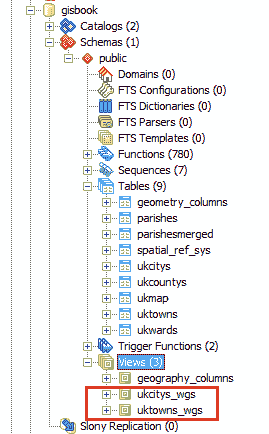 gisbook
Catalogs (2)
Schemas (1)
public
Domains (0)
FTS Configurations (0)
FTS Dictionaries (0)
FTS Parsers (0)
FTS Templates (0)
Functions (780)
Sequences (7)
Tables (9)
geometry_columns
parishes
parishesmerged
spatial_ref_sys
ukcitys
ukcountys
ukmap
uktowns
ukwards
Trigger Functions (2)
Views (3)
geography_columns
ukcitys_wgs
uktowns_wgs
Slony Replication (0)